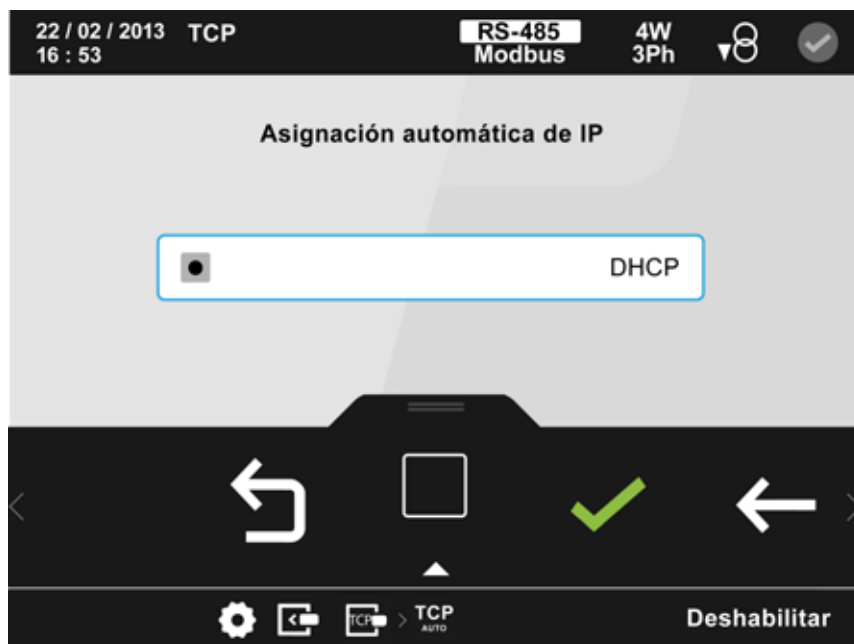 22 / 02 / 2013 TCP RS-485 4W
16 : 53 Modbus 3Ph
Asignación automática de IP
DHCP
TCP > TCP
AUTO
Deshabilitar